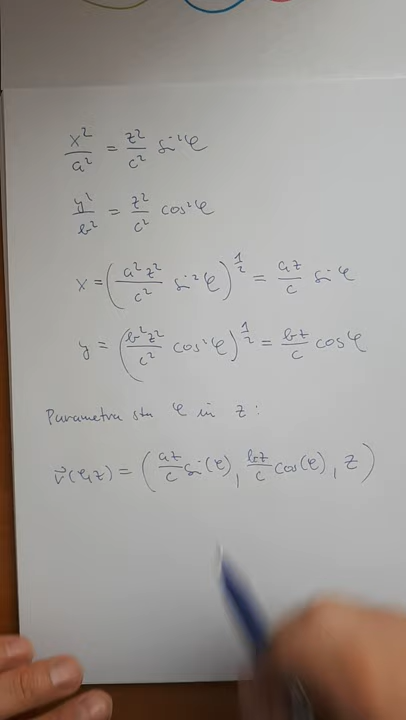 x²/a² = z²/c² sin²φ
y²/b² = z²/c² cos²φ
x = (a²z²/c² sin²φ)^(1/2) = az/c sin φ
y = (b²z²/c² cos²φ)^(1/2) = bz/c cos φ
Parametra sta φ in z :
r⃗(φ,z) = (az/c sin(φ), bz/c cos(φ), z)